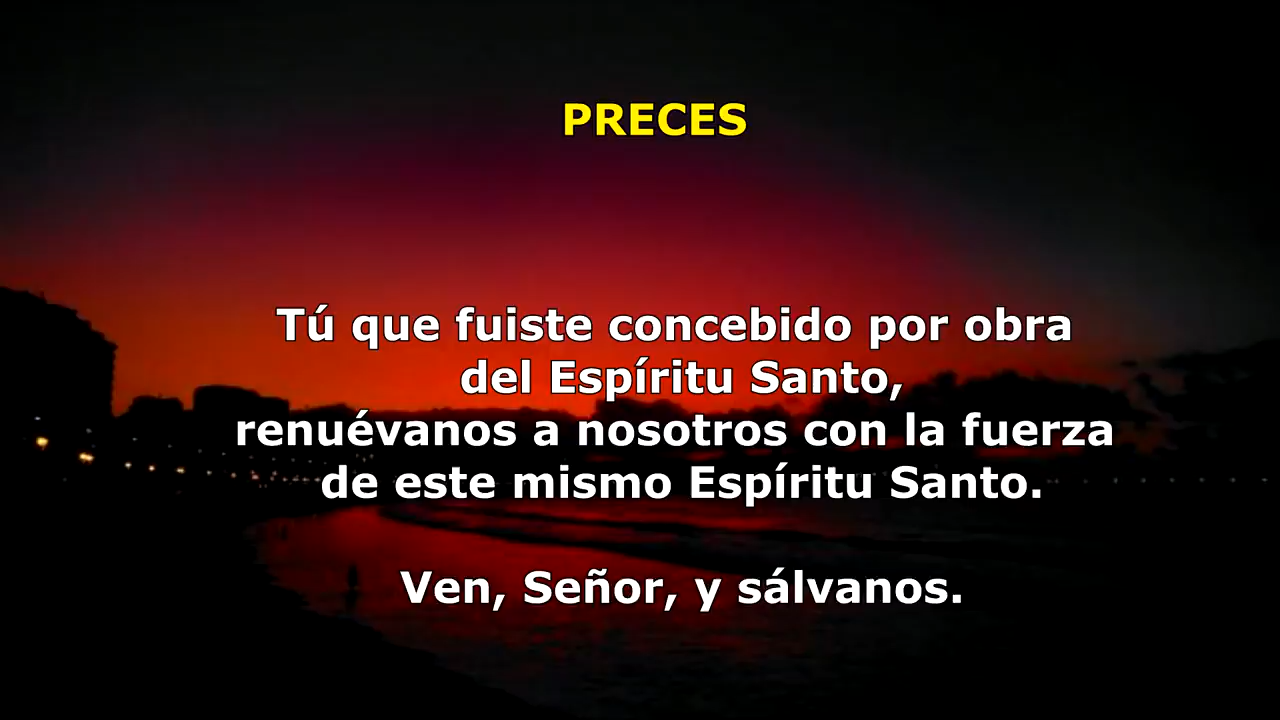 PRECES
Tú que fuiste concebido por obra
del Espíritu Santo,
renuévanos a nosotros con la fuerza
de este mismo Espíritu Santo.
Ven, Señor, y sálvanos.